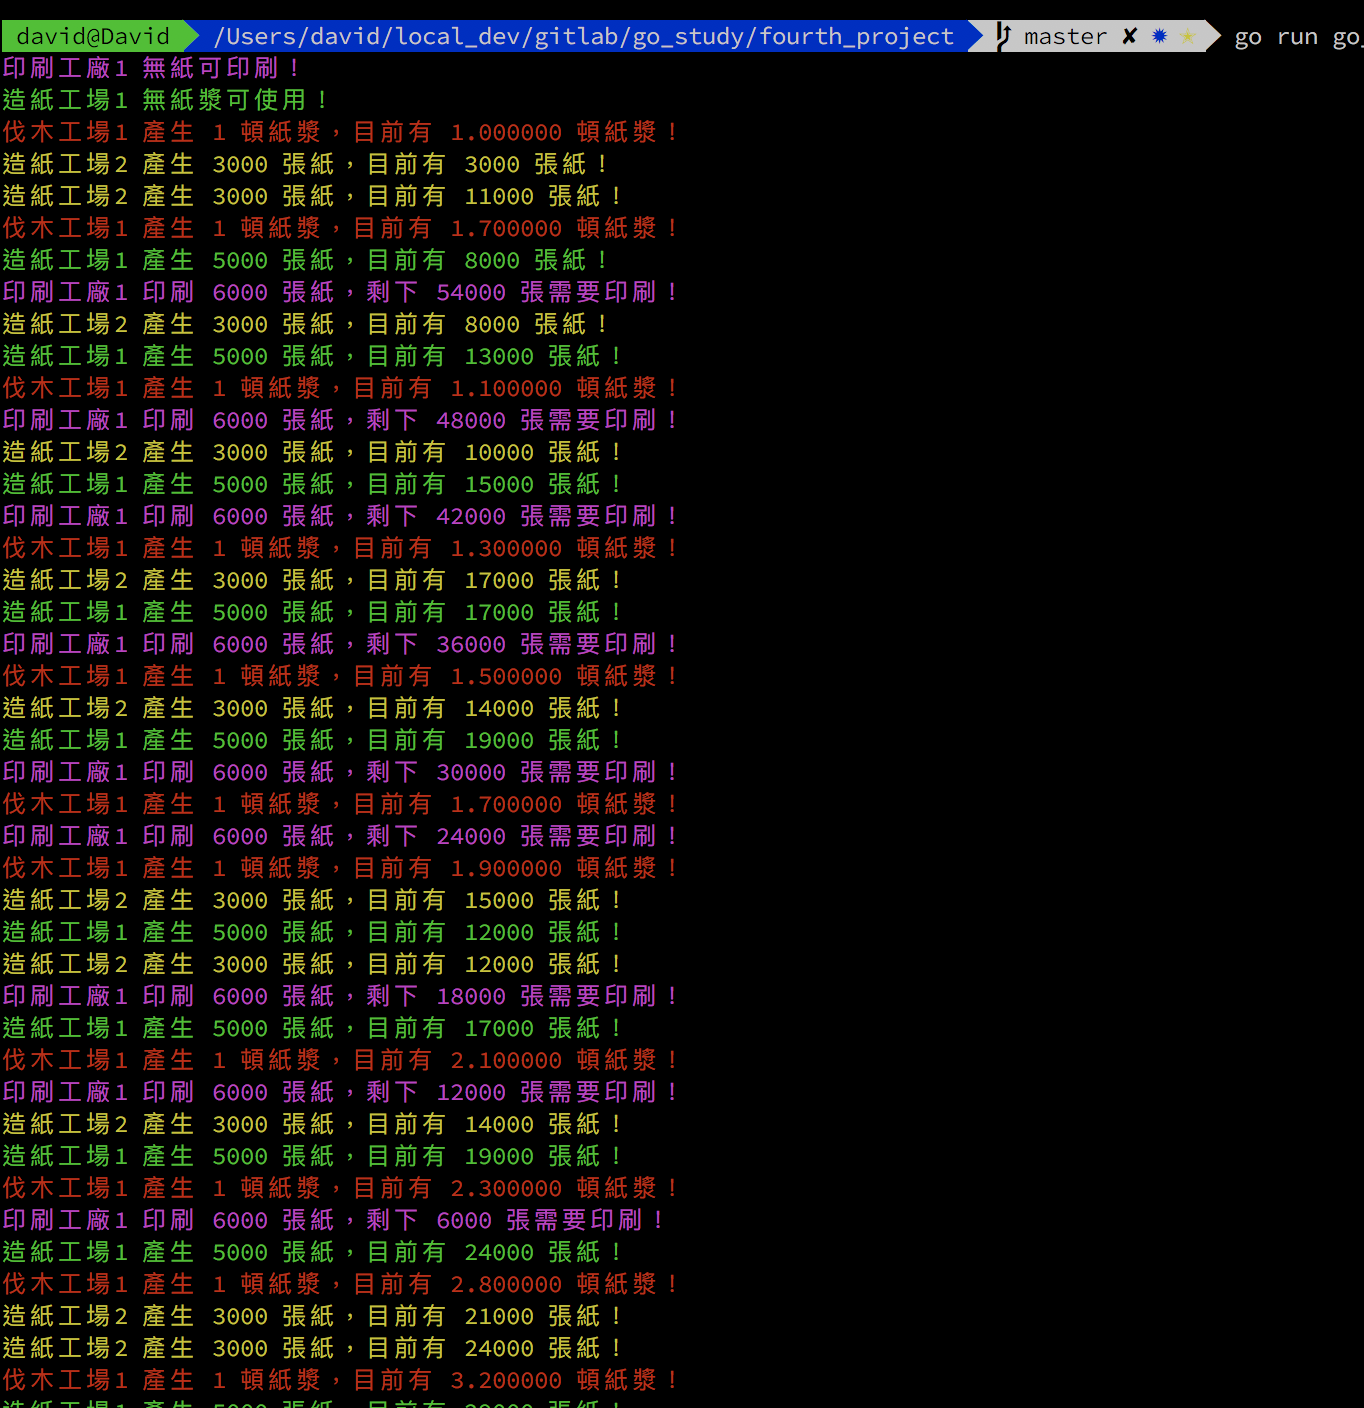 david@David /Users/david/local_dev/gitlab/go_study/fourth_project master ✘ ✹ ★ go run go_
印刷工廠1 無紙可印刷！
造紙工場1 無紙漿可使用！
伐木工場1 產生 1 頓紙漿，目前有 1.000000 頓紙漿！
造紙工場2 產生 3000 張紙，目前有 3000 張紙！
造紙工場2 產生 3000 張紙，目前有 11000 張紙！
伐木工場1 產生 1 頓紙漿，目前有 1.700000 頓紙漿！
造紙工場1 產生 5000 張紙，目前有 8000 張紙！
印刷工廠1 印刷 6000 張紙，剩下 54000 張需要印刷！
造紙工場2 產生 3000 張紙，目前有 8000 張紙！
造紙工場1 產生 5000 張紙，目前有 13000 張紙！
伐木工場1 產生 1 頓紙漿，目前有 1.100000 頓紙漿！
印刷工廠1 印刷 6000 張紙，剩下 48000 張需要印刷！
造紙工場2 產生 3000 張紙，目前有 10000 張紙！
造紙工場1 產生 5000 張紙，目前有 15000 張紙！
印刷工廠1 印刷 6000 張紙，剩下 42000 張需要印刷！
伐木工場1 產生 1 頓紙漿，目前有 1.300000 頓紙漿！
造紙工場2 產生 3000 張紙，目前有 17000 張紙！
造紙工場1 產生 5000 張紙，目前有 17000 張紙！
印刷工廠1 印刷 6000 張紙，剩下 36000 張需要印刷！
伐木工場1 產生 1 頓紙漿，目前有 1.500000 頓紙漿！
造紙工場2 產生 3000 張紙，目前有 14000 張紙！
造紙工場1 產生 5000 張紙，目前有 19000 張紙！
印刷工廠1 印刷 6000 張紙，剩下 30000 張需要印刷！
伐木工場1 產生 1 頓紙漿，目前有 1.700000 頓紙漿！
印刷工廠1 印刷 6000 張紙，剩下 24000 張需要印刷！
伐木工場1 產生 1 頓紙漿，目前有 1.900000 頓紙漿！
造紙工場2 產生 3000 張紙，目前有 15000 張紙！
造紙工場1 產生 5000 張紙，目前有 12000 張紙！
造紙工場2 產生 3000 張紙，目前有 12000 張紙！
印刷工廠1 印刷 6000 張紙，剩下 18000 張需要印刷！
造紙工場1 產生 5000 張紙，目前有 17000 張紙！
伐木工場1 產生 1 頓紙漿，目前有 2.100000 頓紙漿！
印刷工廠1 印刷 6000 張紙，剩下 12000 張需要印刷！
造紙工場2 產生 3000 張紙，目前有 14000 張紙！
造紙工場1 產生 5000 張紙，目前有 19000 張紙！
伐木工場1 產生 1 頓紙漿，目前有 2.300000 頓紙漿！
印刷工廠1 印刷 6000 張紙，剩下 6000 張需要印刷！
造紙工場1 產生 5000 張紙，目前有 24000 張紙！
伐木工場1 產生 1 頓紙漿，目前有 2.800000 頓紙漿！
造紙工場2 產生 3000 張紙，目前有 21000 張紙！
造紙工場2 產生 3000 張紙，目前有 24000 張紙！
伐木工場1 產生 1 頓紙漿，目前有 3.200000 頓紙漿！